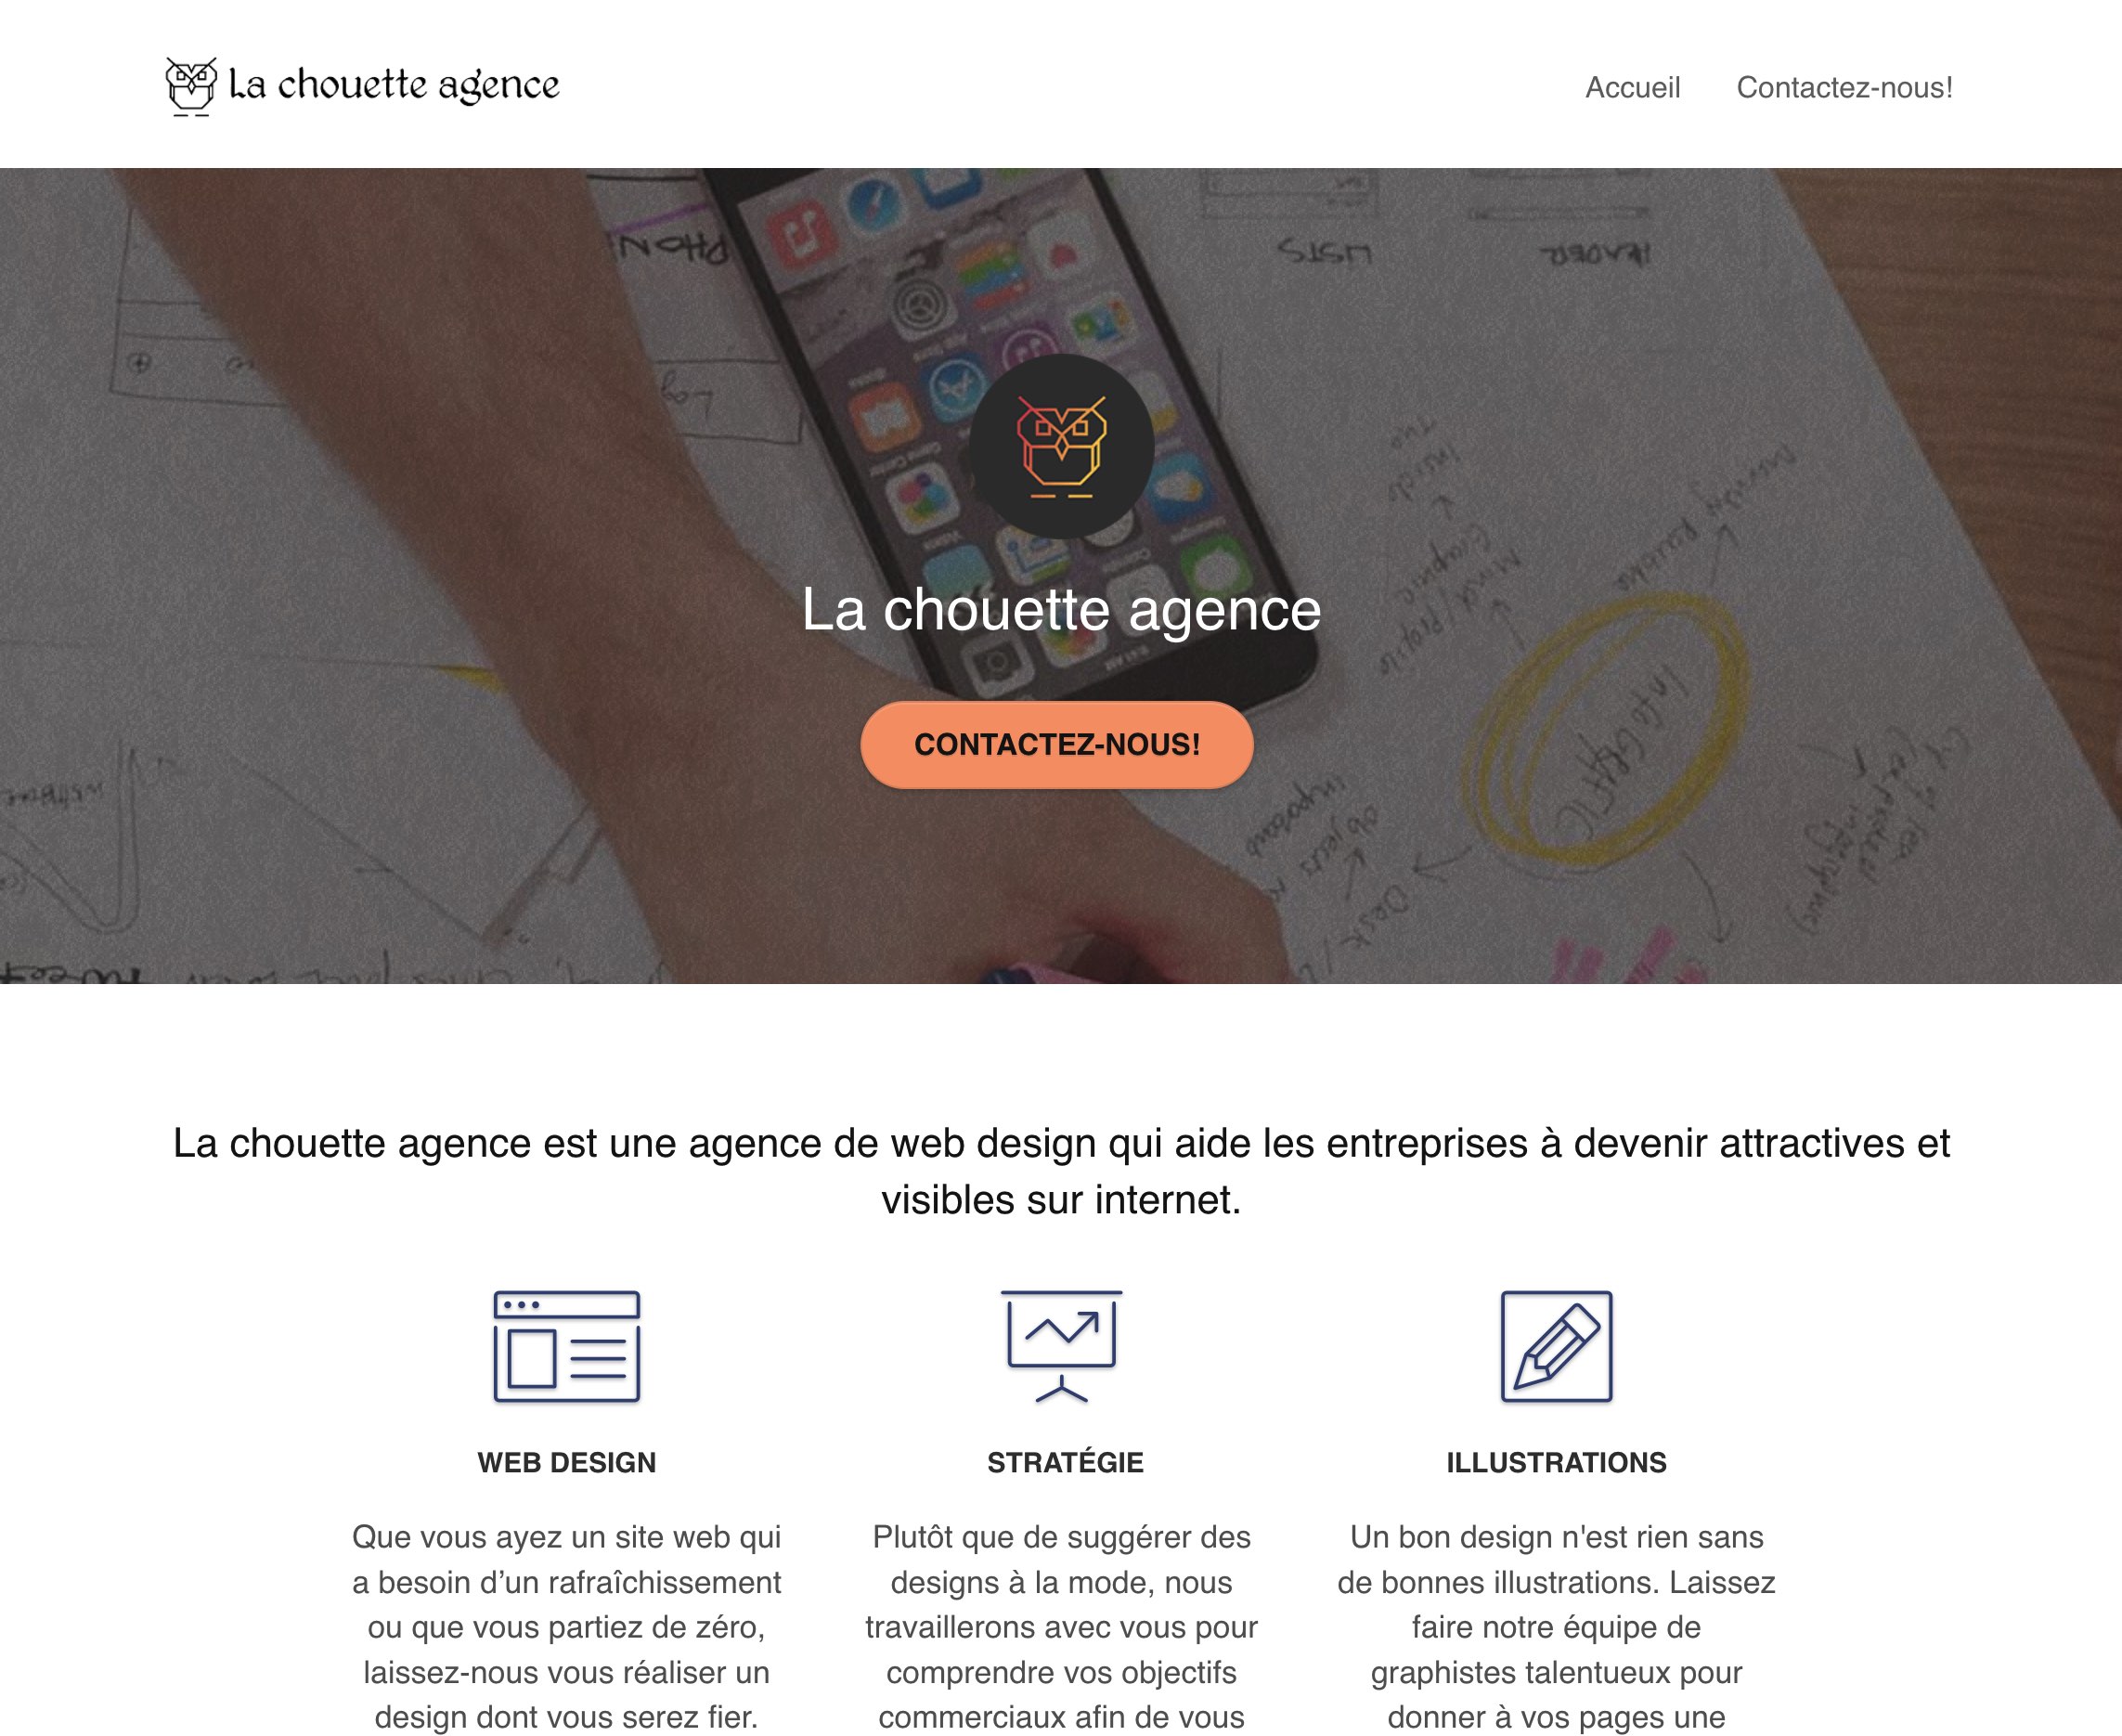 La chouette agence
Accueil
Contactez-nous!
PHON
LISTS
HEADER
La chouette agence
CONTACTEZ-NOUS!
INFOGRAFIC
La chouette agence est une agence de web design qui aide les entreprises à devenir attractives et
visibles sur internet.
WEB DESIGN
Que vous ayez un site web qui
a besoin d’un rafraîchissement
ou que vous partiez de zéro,
laissez-nous vous réaliser un
design dont vous serez fier.
STRATÉGIE
Plutôt que de suggérer des
designs à la mode, nous
travaillerons avec vous pour
comprendre vos objectifs
commerciaux afin de vous
ILLUSTRATIONS
Un bon design n'est rien sans
de bonnes illustrations. Laissez
faire notre équipe de
graphistes talentueux pour
donner à vos pages une